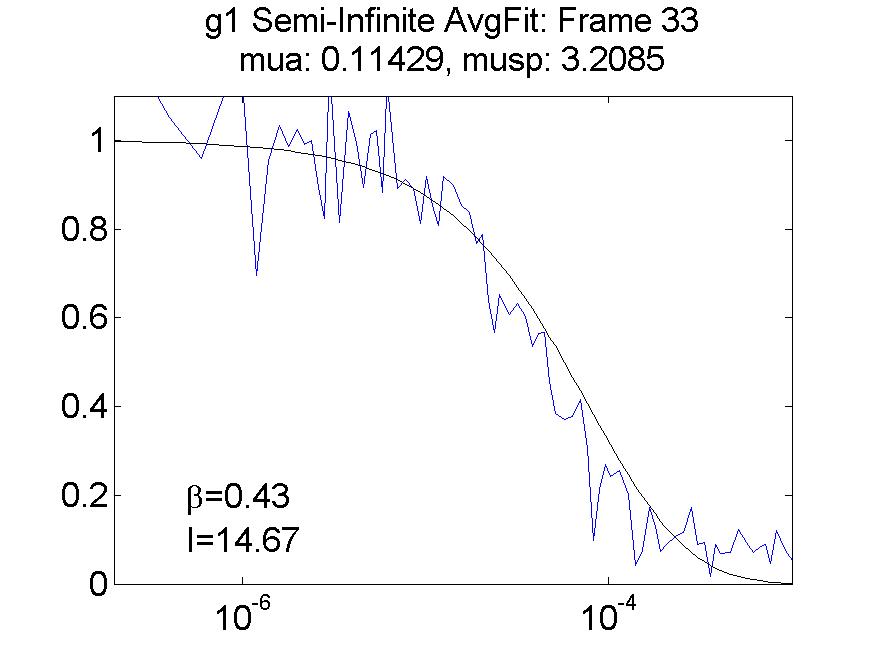 g1 Semi-Infinite AvgFit: Frame 33
mua: 0.11429, musp: 3.2085
1
0.8
0.6
0.4
0.2
0
β=0.43
I=14.67
10^-6
10^-4